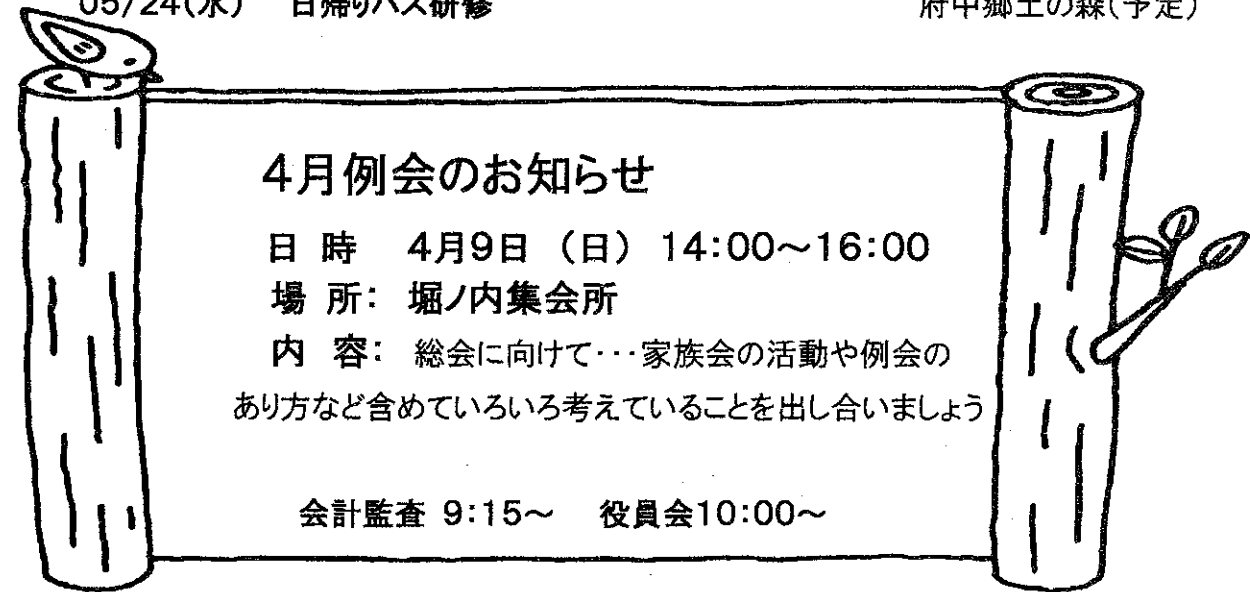 05/24(水) 日帰りバス研修 府中郷土の森(予定)
4月例会のお知らせ
日 時 4月9日 (日) 14:00~16:00
場 所: 堀ノ内集会所
内 容: 総会に向けて・・・家族会の活動や例会の
あり方など含めていろいろ考えていることを出し合いましょう
会計監査 9:15~ 役員会10:00~